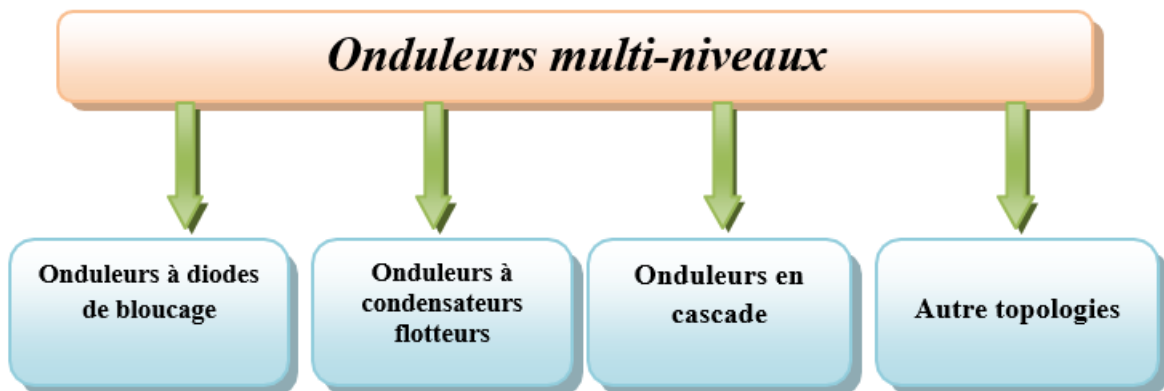 Onduleurs multi-niveaux
Onduleurs à diodes
de bloucage
Onduleurs à
condensateurs
flotteurs
Onduleurs en
cascade
Autre topologies